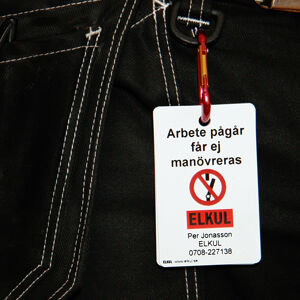 Arbete pågår
får ej
manövreras
ELKUL
Per Jonasson
ELKUL
0708-227138